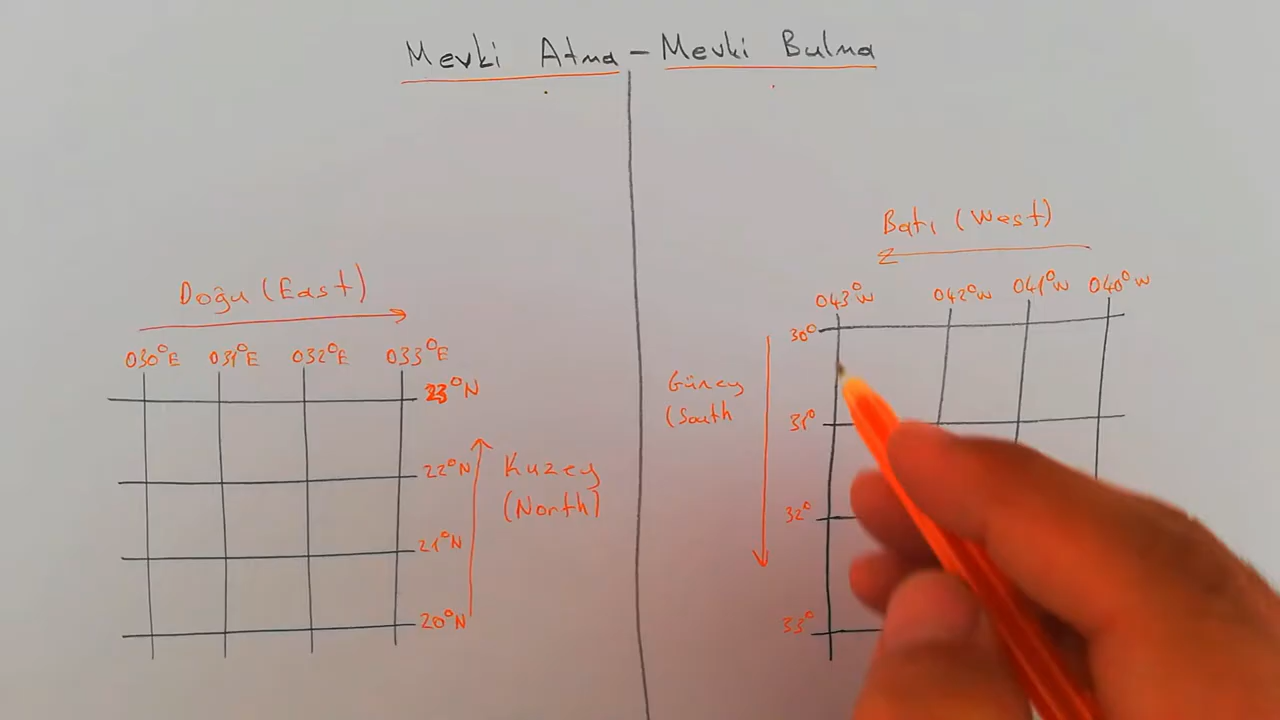 Mevki Atma - Mevki Bulma
Doğu (East)
030°E 031°E 032°E 033°E
23°N
22°N
21°N
20°N
Kuzey
(North)
Batı (West)
043°W 042°W 041°W 040°W
30°
31°
32°
33°
Güney
(South